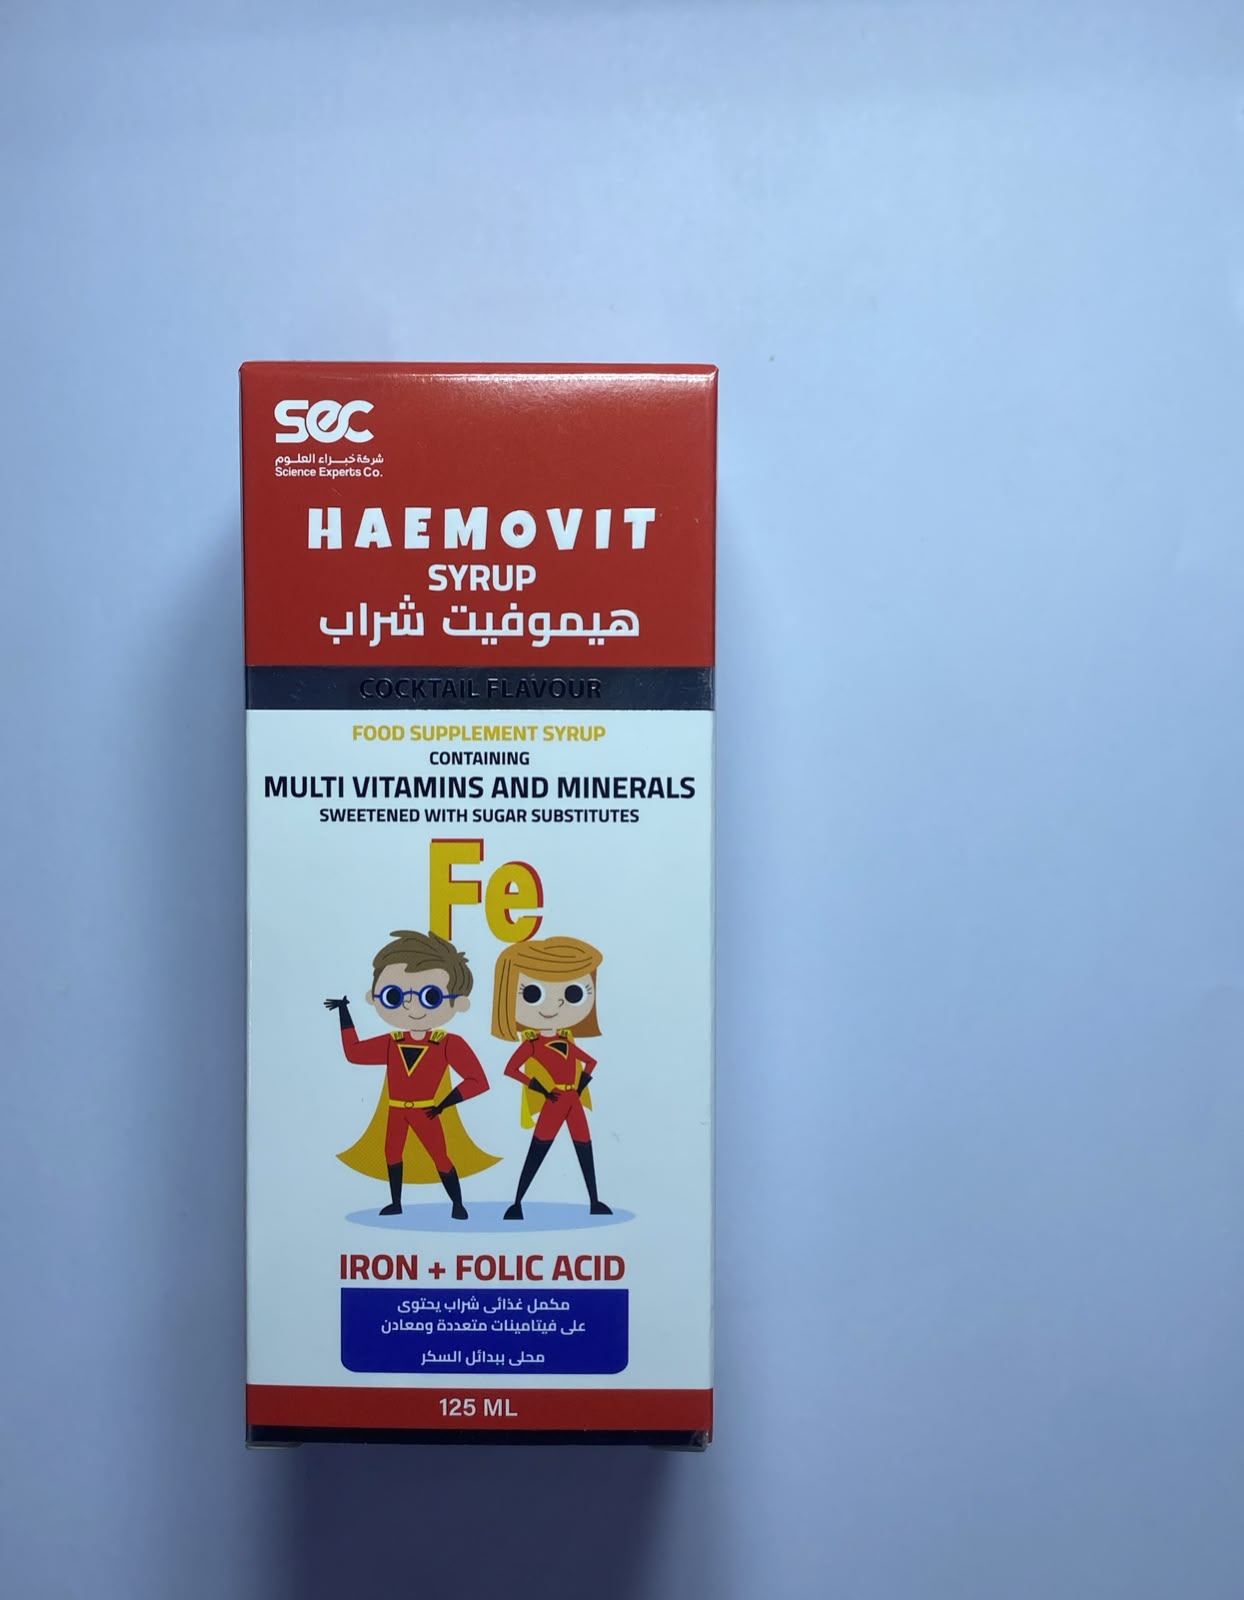 sec
شركة خبراء العلوم
Science Experts Co.
HAEMOVIT
SYRUP
هيموفيت شراب
COCKTAIL FLAVOUR
FOOD SUPPLEMENT SYRUP
CONTAINING
MULTI VITAMINS AND MINERALS
SWEETENED WITH SUGAR SUBSTITUTES
Fe
IRON + FOLIC ACID
مكمل غذائى شراب يحتوى
على فيتامينات متعددة ومعادن
محلى ببدائل السكر
125 ML